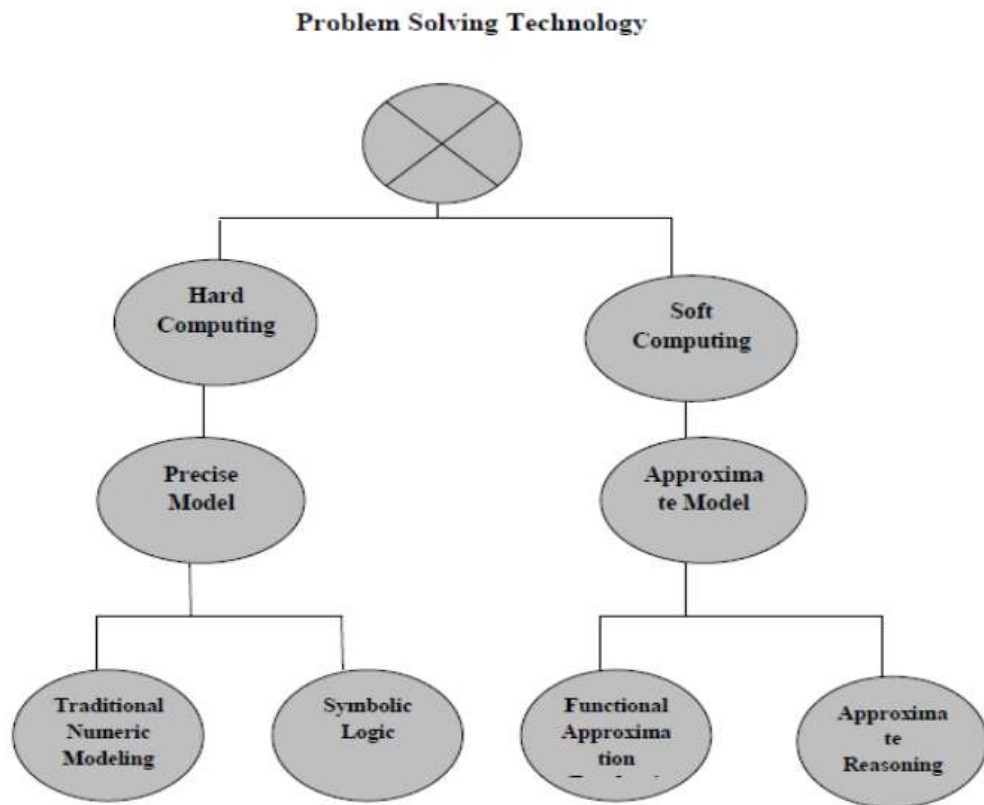 Problem Solving Technology
Hard
Computing
Soft
Computing
Precise
Model
Approxima
te Model
Traditional
Numeric
Modeling
Symbolic
Logic
Functional
Approxima
tion
Approxima
te
Reasoning